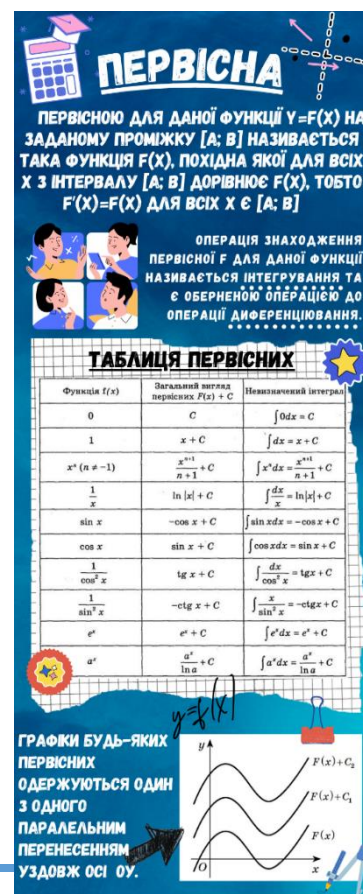 ПЕРВІСНА
ПЕРВІСНОЮ ДЛЯ ДАНОЇ ФУНКЦІЇ Y=F(X) НА
ЗАДАНОМУ ПРОМІЖКУ [A; B] НАЗИВАЄТЬСЯ
ТАКА ФУНКЦІЯ F(X), ПОХІДНА ЯКОЇ ДЛЯ ВСІХ
X З ІНТЕРВАЛУ [A; B] ДОРІВНЮЄ F(X), ТОБТО
F'(X)=F(X) ДЛЯ ВСІХ X Є [A; B]
ОПЕРАЦІЯ ЗНАХОДЖЕННЯ
ПЕРВІСНОЇ F ДЛЯ ДАНОЇ ФУНКЦІЇ
НАЗИВАЄТЬСЯ ІНТЕГРУВАННЯ ТА
Є ОБЕРНЕНОЮ ОПЕРАЦІЄЮ ДО
ОПЕРАЦІЇ ДИФЕРЕНЦІЮВАННЯ.
ТАБЛИЦЯ ПЕРВІСНИХ
Функція f(x) Загальний вигляд первісних F(x) + C Невизначений інтеграл
0 C ∫0dx = C
1 x + C ∫dx = x + C
xⁿ (n ≠ −1) xⁿ⁺¹/(n+1) + C ∫xⁿdx = xⁿ⁺¹/(n+1) + C
1/x ln |x| + C ∫dx/x = ln|x| + C
sin x −cos x + C ∫sin xdx = −cos x + C
cos x sin x + C ∫cos xdx = sin x + C
1/cos² x tg x + C ∫dx/cos² x = tgx + C
1/sin² x −ctg x + C ∫x/sin² x = −ctgx + C
eˣ eˣ + C ∫eˣdx = eˣ + C
aˣ aˣ/ln a + C ∫aˣdx = aˣ/ln a + C
y=f(x)
ГРАФІКИ БУДЬ-ЯКИХ
ПЕРВІСНИХ
ОДЕРЖУЮТЬСЯ ОДИН
З ОДНОГО
ПАРАЛЕЛЬНИМ
ПЕРЕНЕСЕННЯМ
УЗДОВЖ ОСІ OY.
y
F(x)+C₂
F(x)+C₁
F(x)
O
x